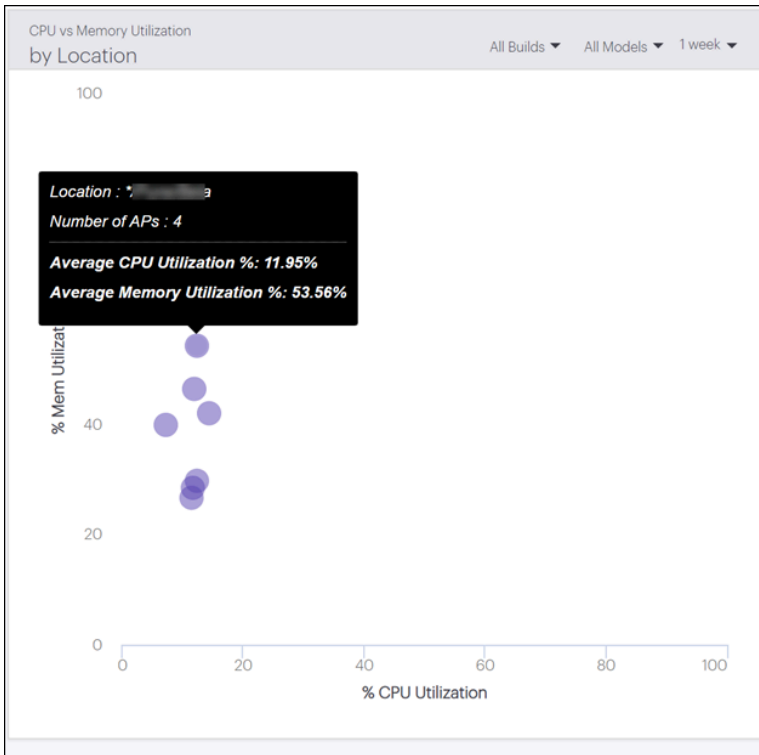 CPU vs Memory Utilization
by Location
All Builds
All Models
1 week
100
Location :
Number of APs : 4
Average CPU Utilization %: 11.95%
Average Memory Utilization %: 53.56%
% Mem
40
20
0
0
20
40
60
80
100
% CPU Utilization